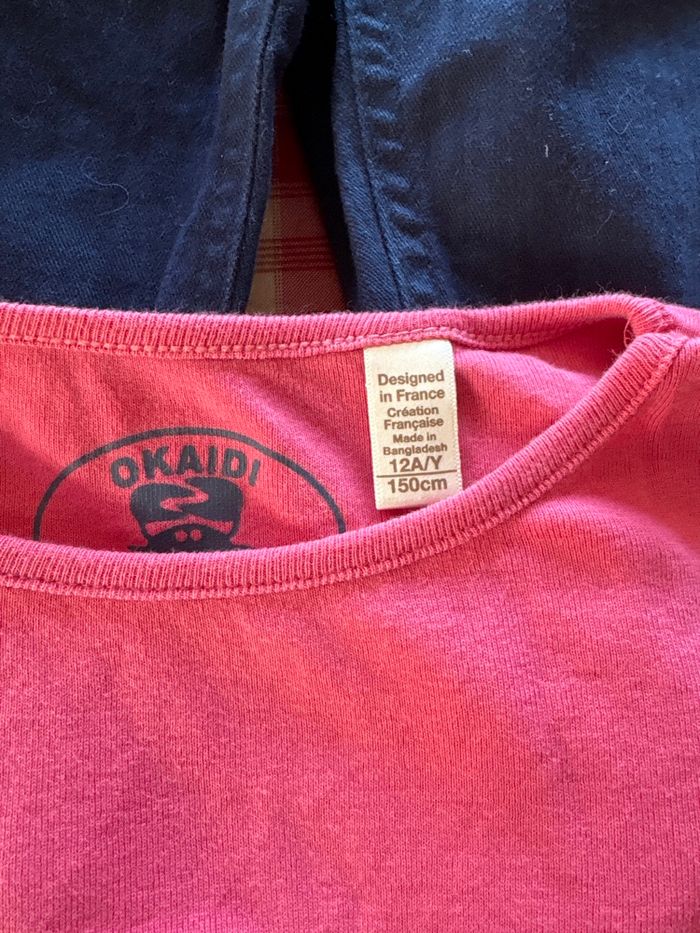 OKAIDI
Designed
in France
Création
Française
Made in
Bangladesh
12A/Y
150cm